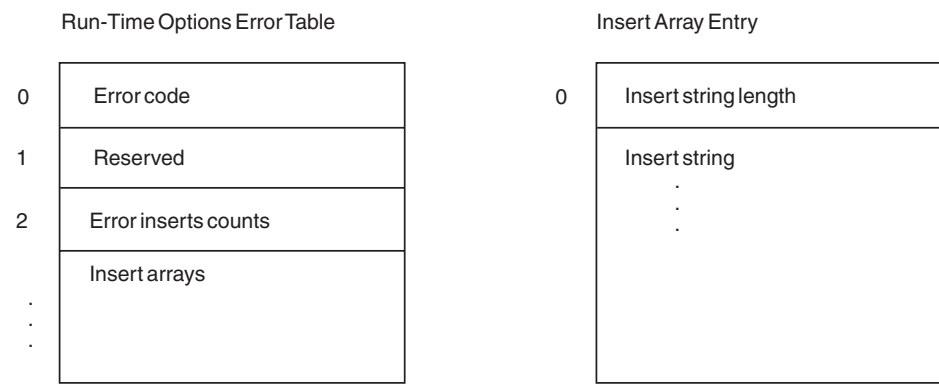 Run-Time Options Error Table
0
Error code
1
Reserved
2
Error inserts counts
Insert arrays
.
.
.
Insert Array Entry
0
Insert string length
Insert string
.
.
.